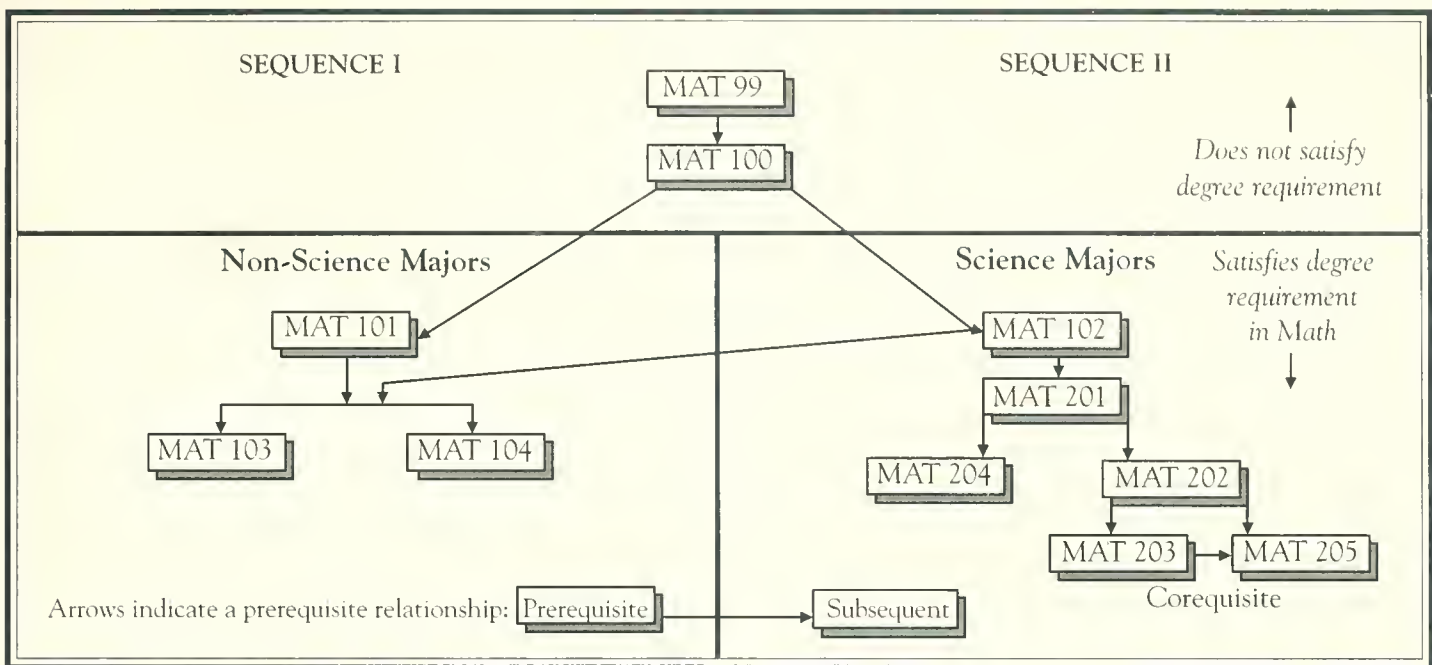 SEQUENCE I
SEQUENCE II
MAT 99
MAT 100
Does not satisfy
degree requirement
Non-Science Majors
Science Majors
Satisfies degree
requirement
in Math
MAT 101
MAT 102
MAT 201
MAT 103
MAT 104
MAT 204
MAT 202
MAT 203
MAT 205
Corequisite
Arrows indicate a prerequisite relationship: Prerequisite
Subsequent